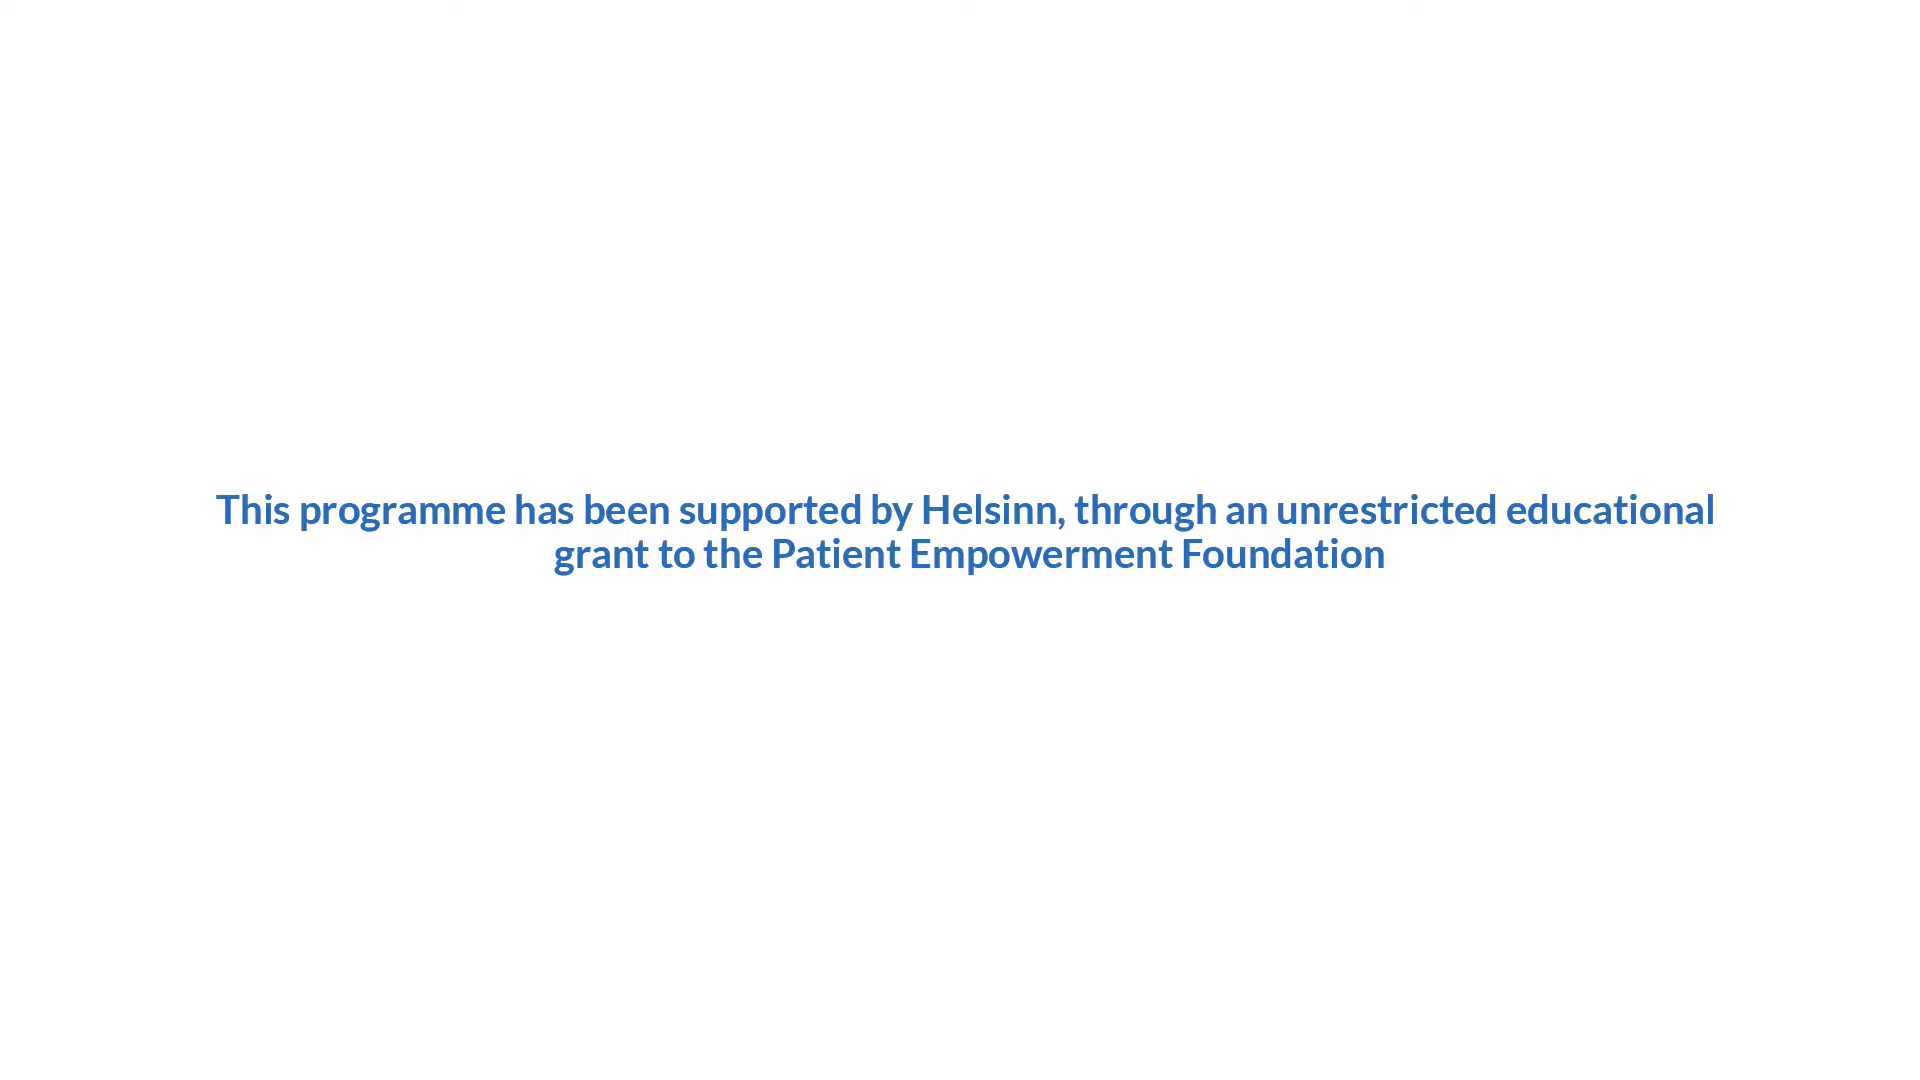 This programme has been supported by Helsinn, through an unrestricted educational
grant to the Patient Empowerment Foundation